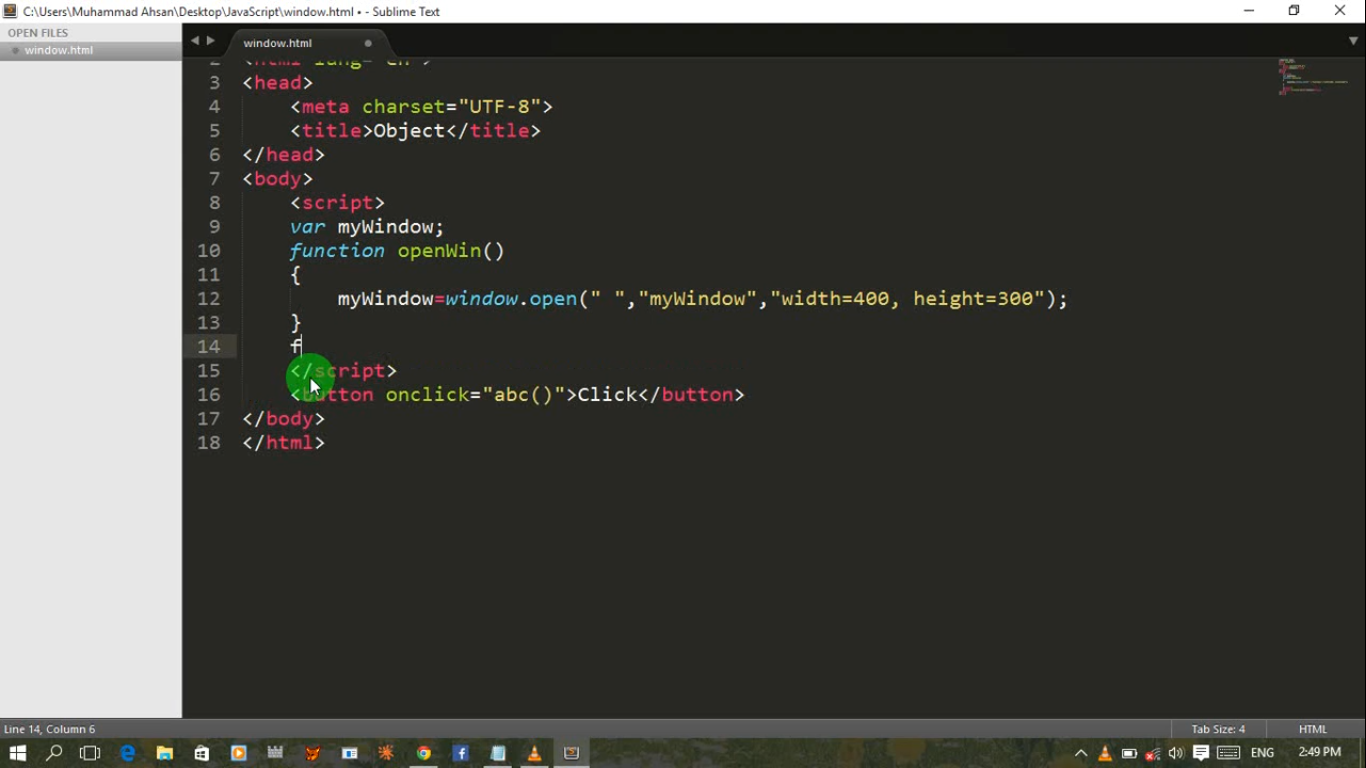 C:\Users\Muhammad Ahsan\Desktop\JavaScript\window.html • - Sublime Text
OPEN FILES
window.html
window.html
3 <head>
4 <meta charset="UTF-8">
5 <title>Object</title>
6 </head>
7 <body>
8 <script>
9 var myWindow;
10 function openWin()
11 {
12 myWindow=window.open(" ","myWindow","width=400, height=300");
13 }
14 f
15 </script>
16 <button onclick="abc()">Click</button>
17 </body>
18 </html>
Line 14, Column 6
Tab Size: 4
HTML
ENG
2:49 PM